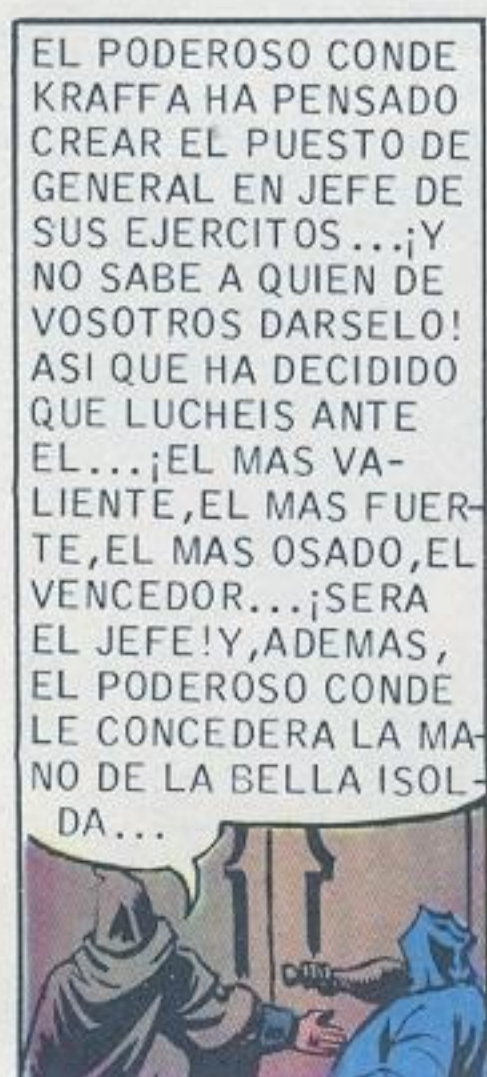 EL PODEROSO CONDE
KRAFFA HA PENSADO
CREAR EL PUESTO DE
GENERAL EN JEFE DE
SUS EJERCITOS...¡Y
NO SABE A QUIEN DE
VOSOTROS DARSELO!
ASI QUE HA DECIDIDO
QUE LUCHEIS ANTE
EL...¡EL MAS VA-
LIENTE,EL MAS FUER-
TE,EL MAS OSADO,EL
VENCEDOR...¡SERA
EL JEFE!Y,ADEMAS,
EL PODEROSO CONDE
LE CONCEDERA LA MA-
NO DE LA BELLA ISOL-
DA...